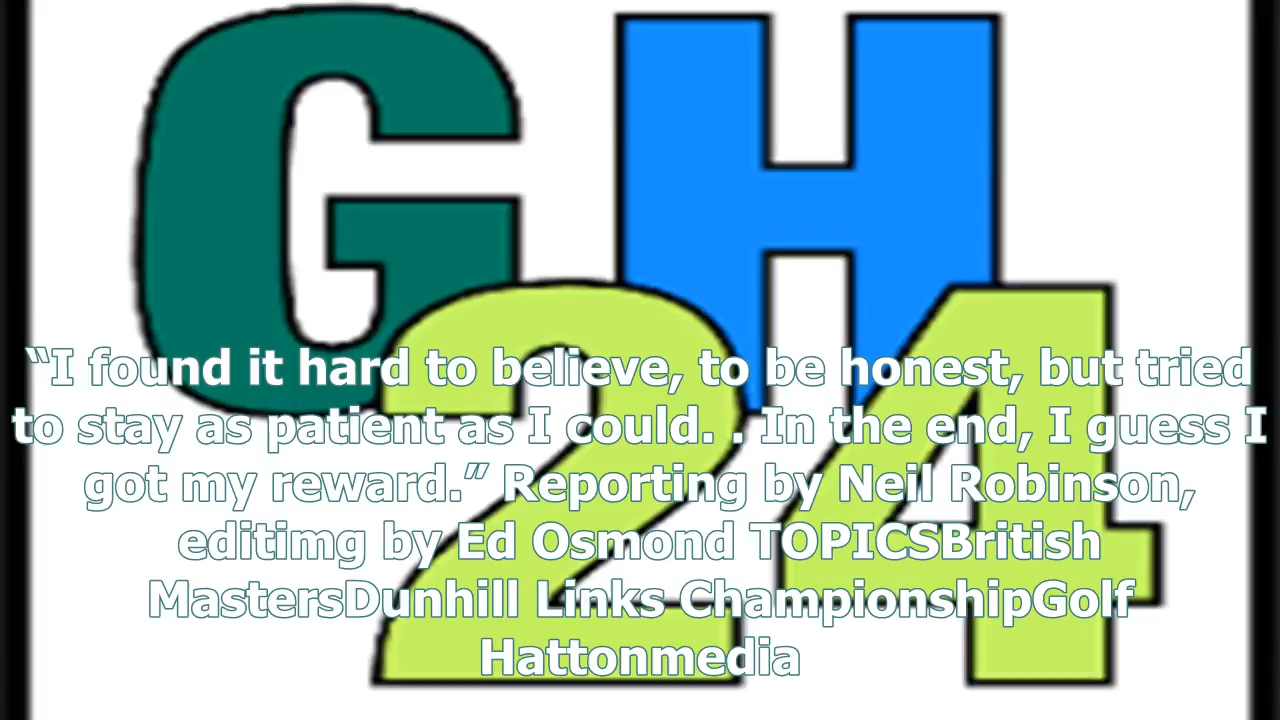 GH
24
“I found it hard to believe, to be honest, but tried
to stay as patient as I could. . In the end, I guess I
got my reward.” Reporting by Neil Robinson,
editimg by Ed Osmond TOPICSBritish
MastersDunhill Links ChampionshipGolf
Hattonmedia